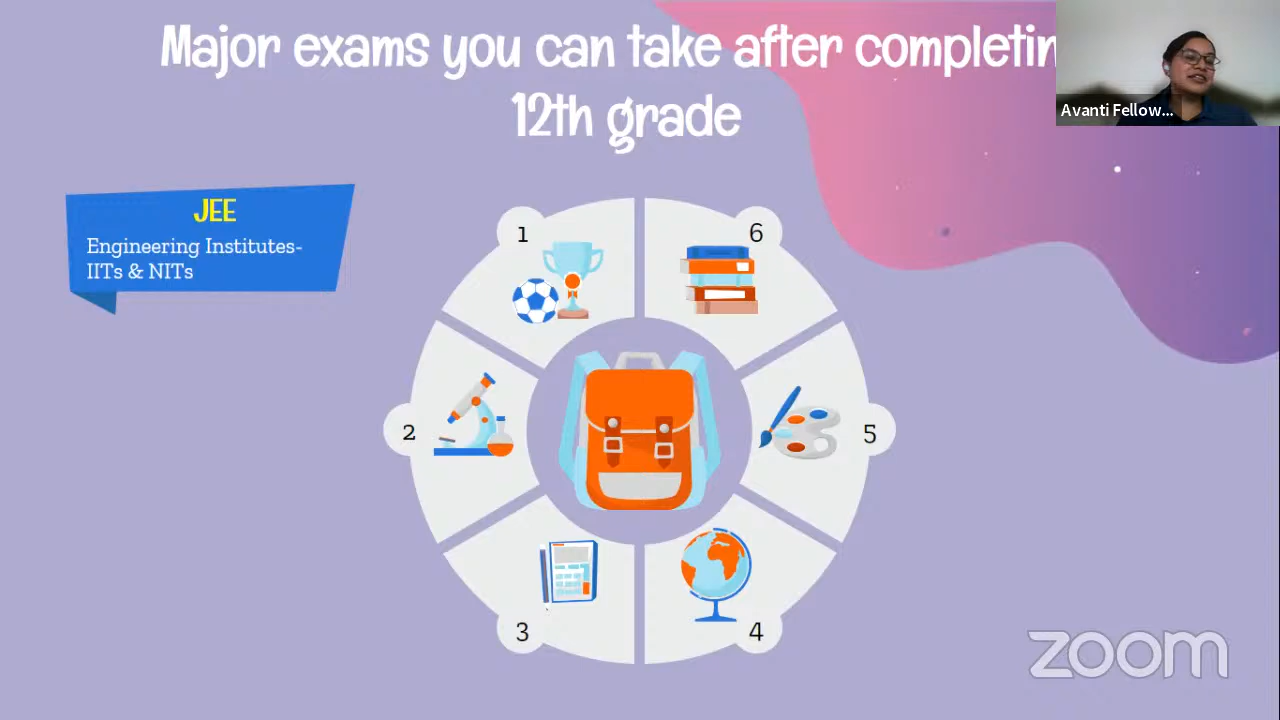 Major exams you can take after completin
12th grade
Avanti Fellow...
JEE
Engineering Institutes-
IITs & NITs
1
6
2
5
3
4
zoom